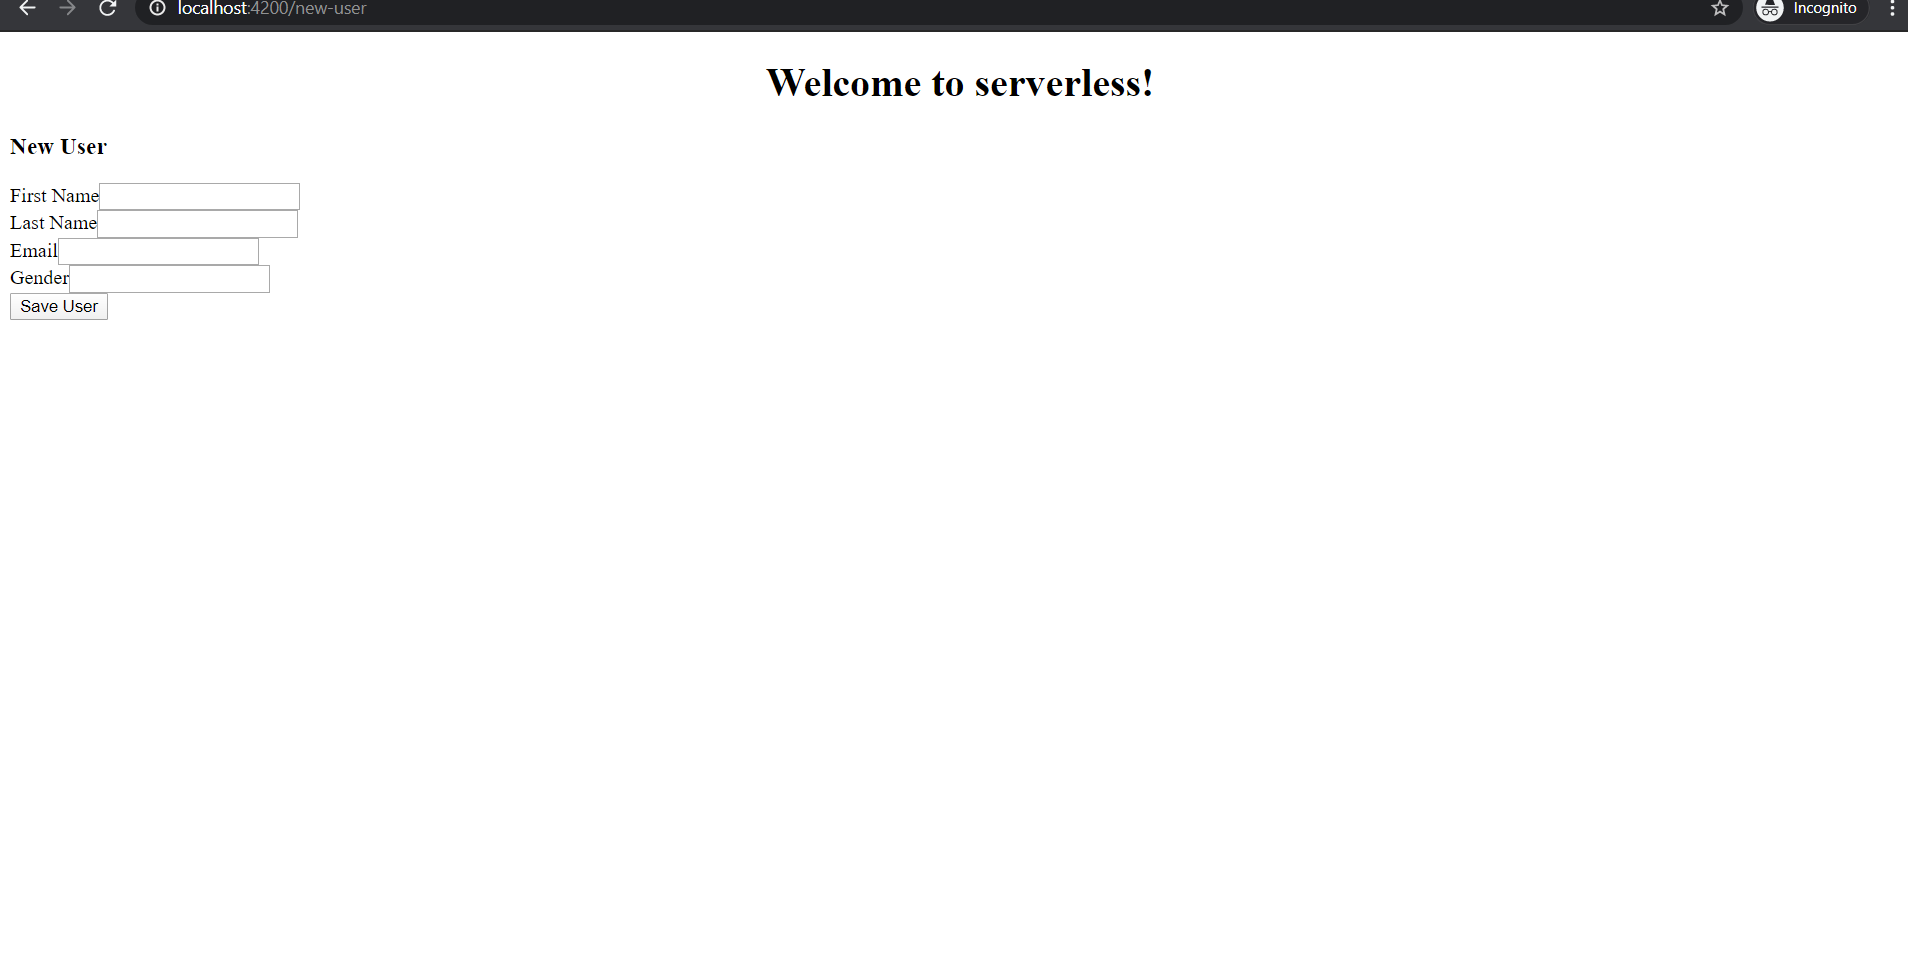 localhost:4200/new-user
Incognito
Welcome to serverless!
New User
First Name
Last Name
Email
Gender
Save User